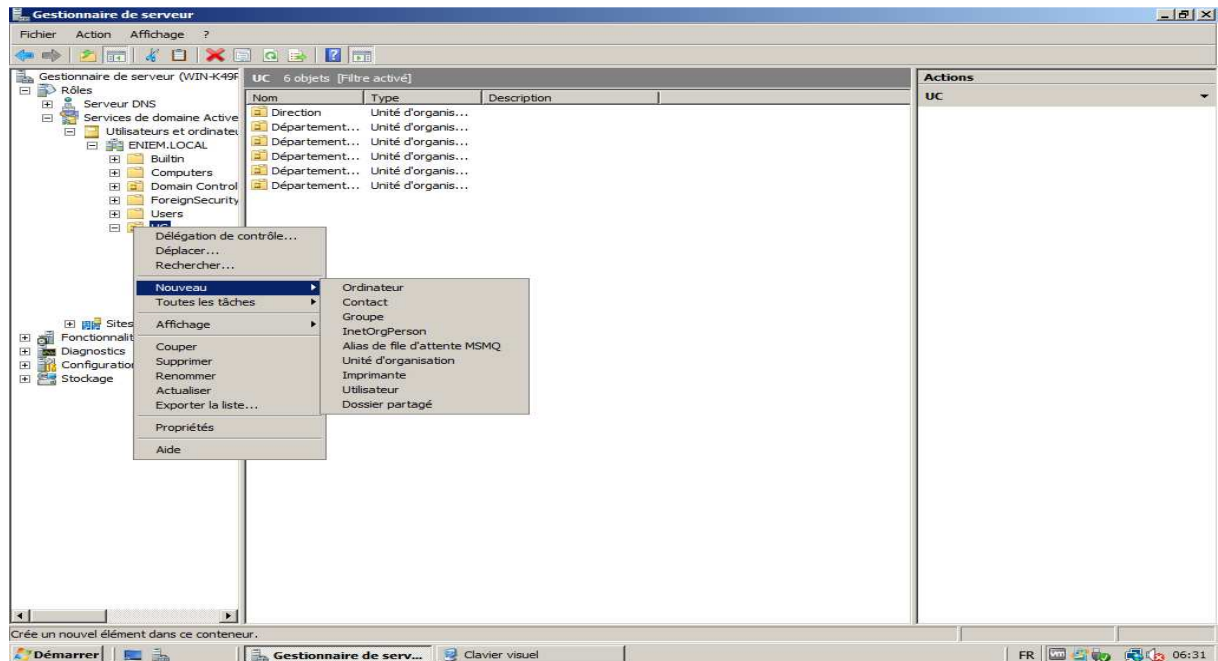 Gestionnaire de serveur
Fichier Action Affichage ?
Gestionnaire de serveur (WIN-K49F
Rôles
Serveur DNS
Services de domaine Active
Utilisateurs et ordinateu
ENIEM.LOCAL
Builtin
Computers
Domain Control
ForeignSecurity
Users
UC
Sites
Fonctionnalit
Diagnostics
Configuration
Stockage
UC 6 objets [Filtre activé]
Nom Type Description
Direction Unité d'organis...
Département... Unité d'organis...
Département... Unité d'organis...
Département... Unité d'organis...
Département... Unité d'organis...
Département... Unité d'organis...
Délégation de contrôle...
Déplacer...
Rechercher...
Nouveau
Toutes les tâches
Affichage
Couper
Supprimer
Renommer
Actualiser
Exporter la liste...
Propriétés
Aide
Ordinateur
Contact
Groupe
InetOrgPerson
Alias de file d'attente MSMQ
Unité d'organisation
Imprimante
Utilisateur
Dossier partagé
Actions
UC
Crée un nouvel élément dans ce conteneur.
Démarrer
Gestionnaire de serv...
Clavier visuel
FR
06:31